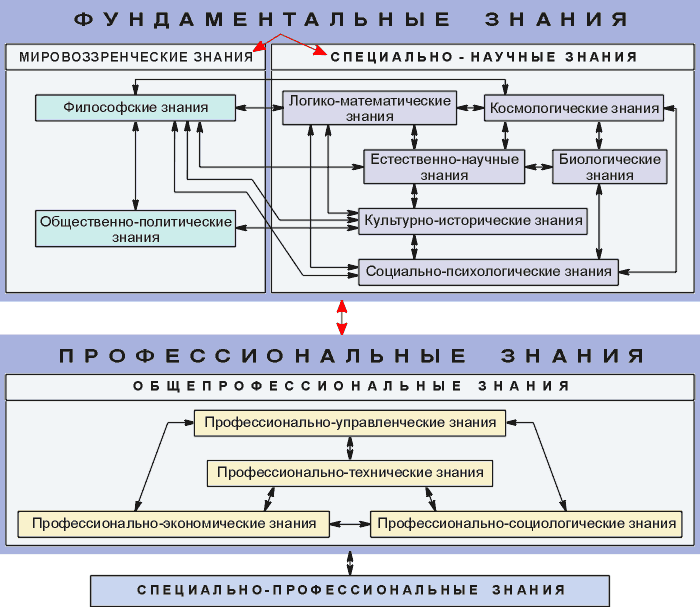 ФУНДАМЕНТАЛЬНЫЕ ЗНАНИЯ
МИРОВОЗЗРЕНЧЕСКИЕ ЗНАНИЯ
СПЕЦИАЛЬНО - НАУЧНЫЕ ЗНАНИЯ
Философские знания
Логико-математические
знания
Космологические знания
Естественно-научные
знания
Биологические
знания
Общественно-политические
знания
Культурно-исторические знания
Социально-психологические знания
ПРОФЕССИОНАЛЬНЫЕ ЗНАНИЯ
ОБЩЕПРОФЕССИОНАЛЬНЫЕ ЗНАНИЯ
Профессионально-управленческие знания
Профессионально-технические знания
Профессионально-экономические знания
Профессионально-социологические знания
СПЕЦИАЛЬНО-ПРОФЕССИОНАЛЬНЫЕ ЗНАНИЯ